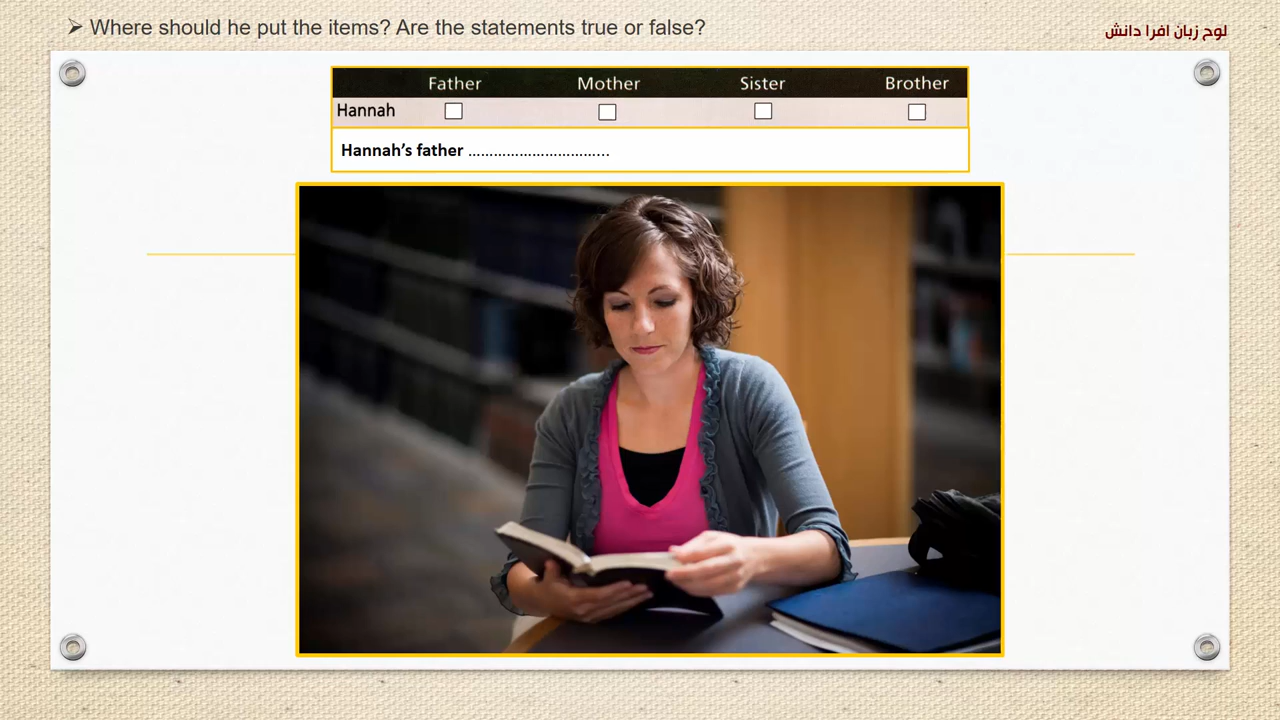 ➢ Where should he put the items? Are the statements true or false?
لوح زبان افرا دانش
Father Mother Sister Brother
Hannah ☐ ☐ ☐ ☐
Hannah’s father ……………………………..